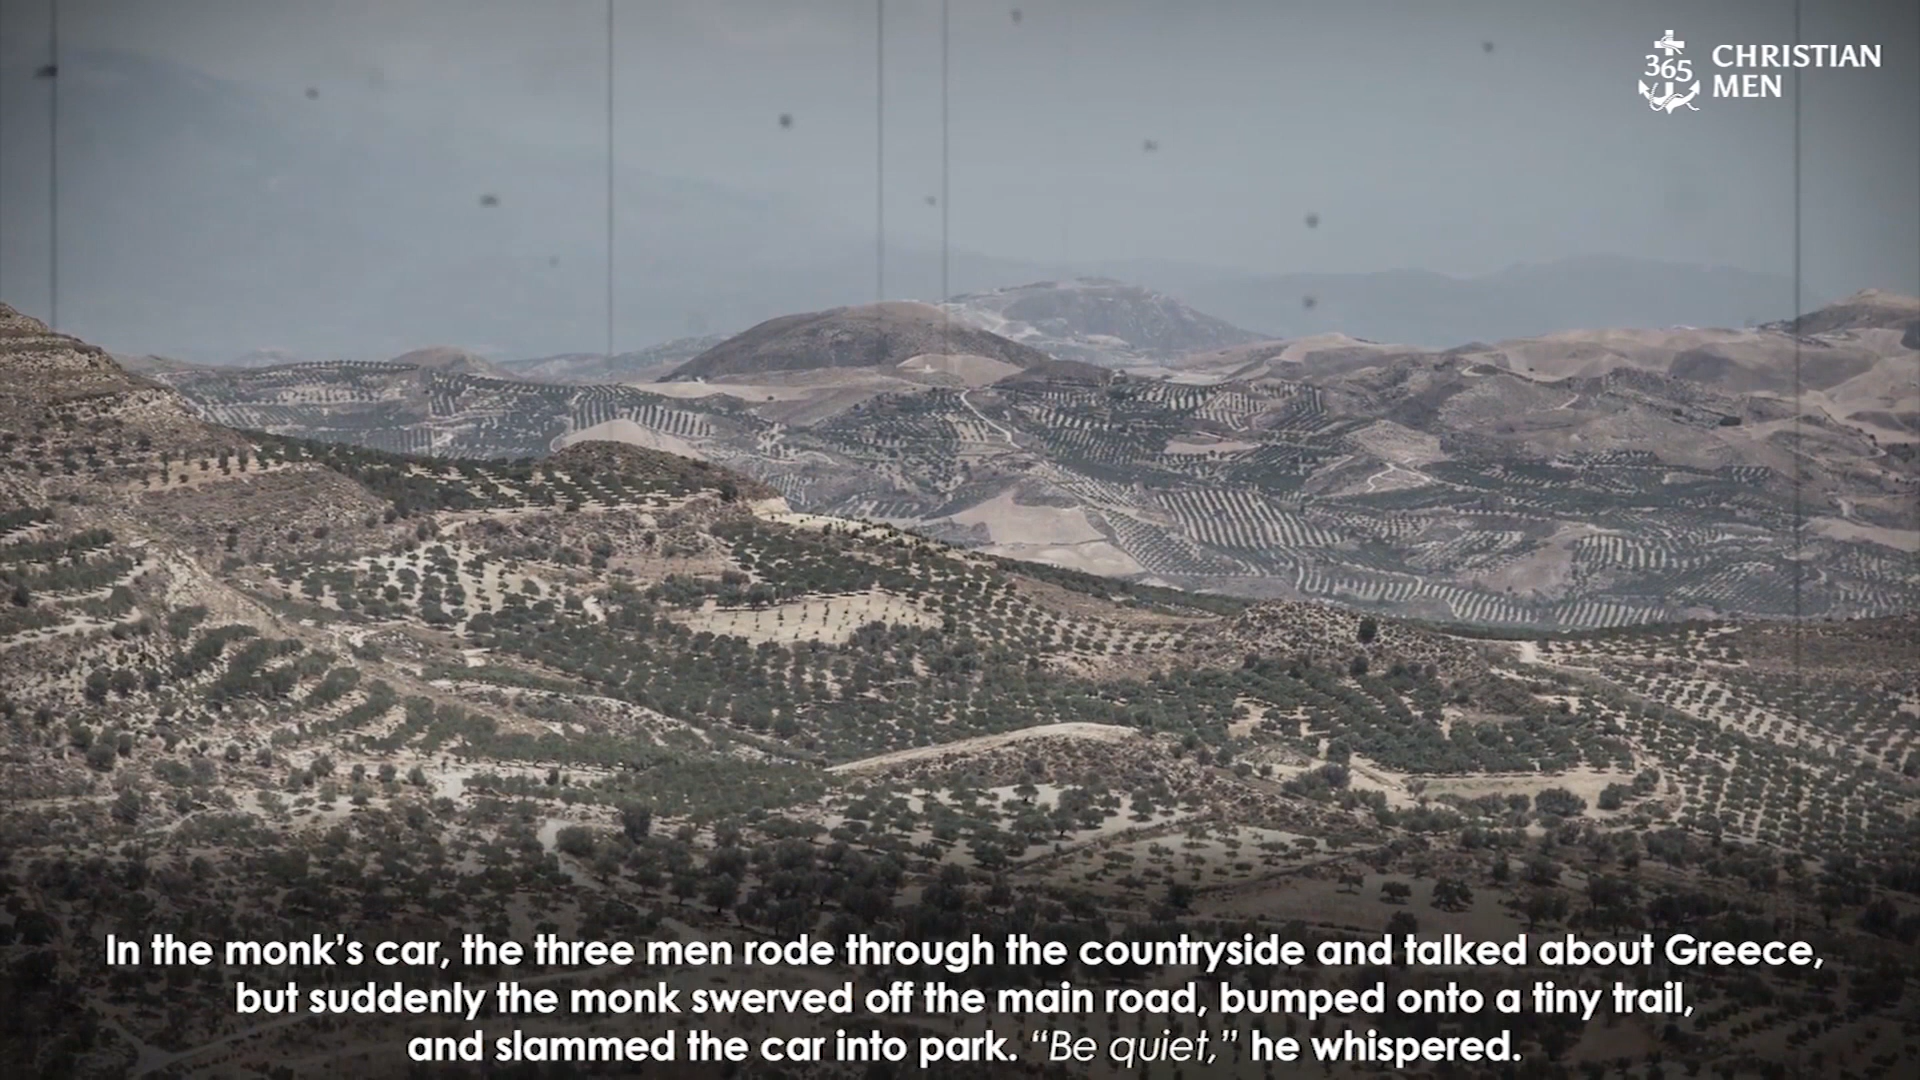 365
CHRISTIAN
MEN
In the monk’s car, the three men rode through the countryside and talked about Greece,
but suddenly the monk swerved off the main road, bumped onto a tiny trail,
and slammed the car into park. “Be quiet,” he whispered.